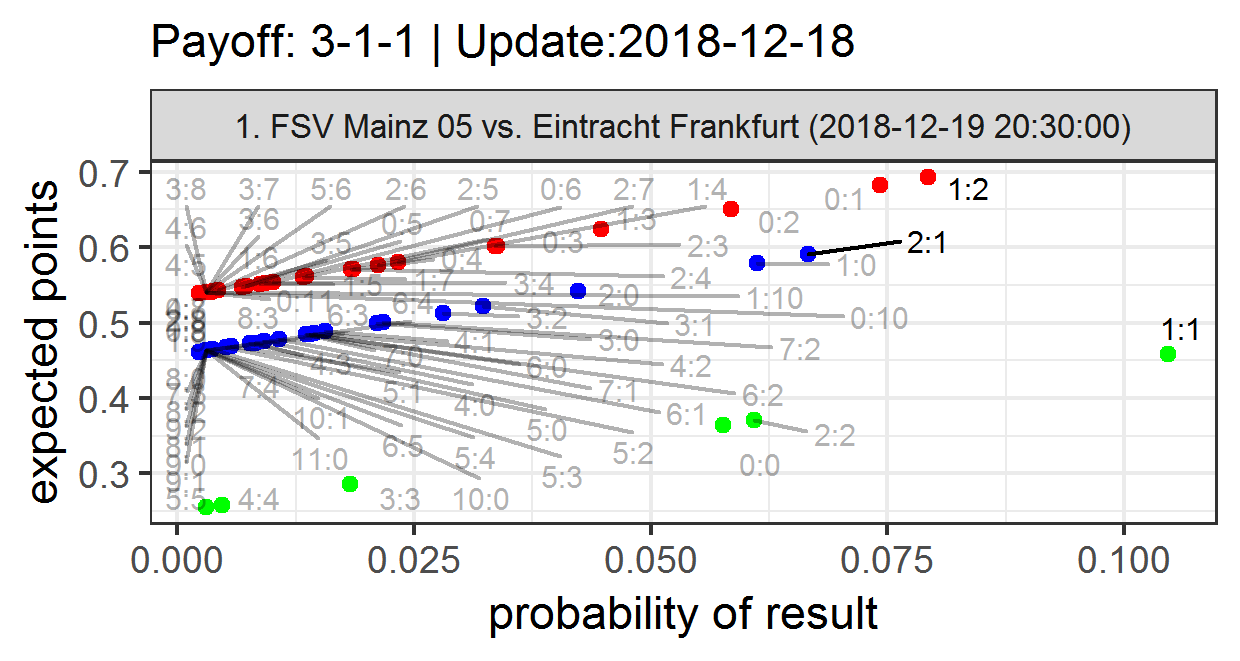 Payoff: 3-1-1 | Update:2018-12-18
1. FSV Mainz 05 vs. Eintracht Frankfurt (2018-12-19 20:30:00)
expected points
0.7
0.6
0.5
0.4
0.3
3:8 3:7 5:6 2:6 2:5 0:6 2:7 1:4 0:1 1:2
4:6 3:6 0:5 0:7 1:3 0:2
4:5 1:6 3:5 0:4 0:3 2:3 2:1
1:0
0:11 1:5 1:7 3:4 2:0 2:4 1:10
8:3 6:3 6:4 3:2 3:1 0:10
1:1
4:3 7:0 4:1 6:0 3:0 4:2 7:2
7:4 5:1 4:0 7:1 6:2
10:1 6:5 5:0 6:1 2:2
9:0 11:0 5:4 5:3 5:2 0:0
9:1
5:5 4:4 3:3 10:0
0.000 0.025 0.050 0.075 0.100
probability of result